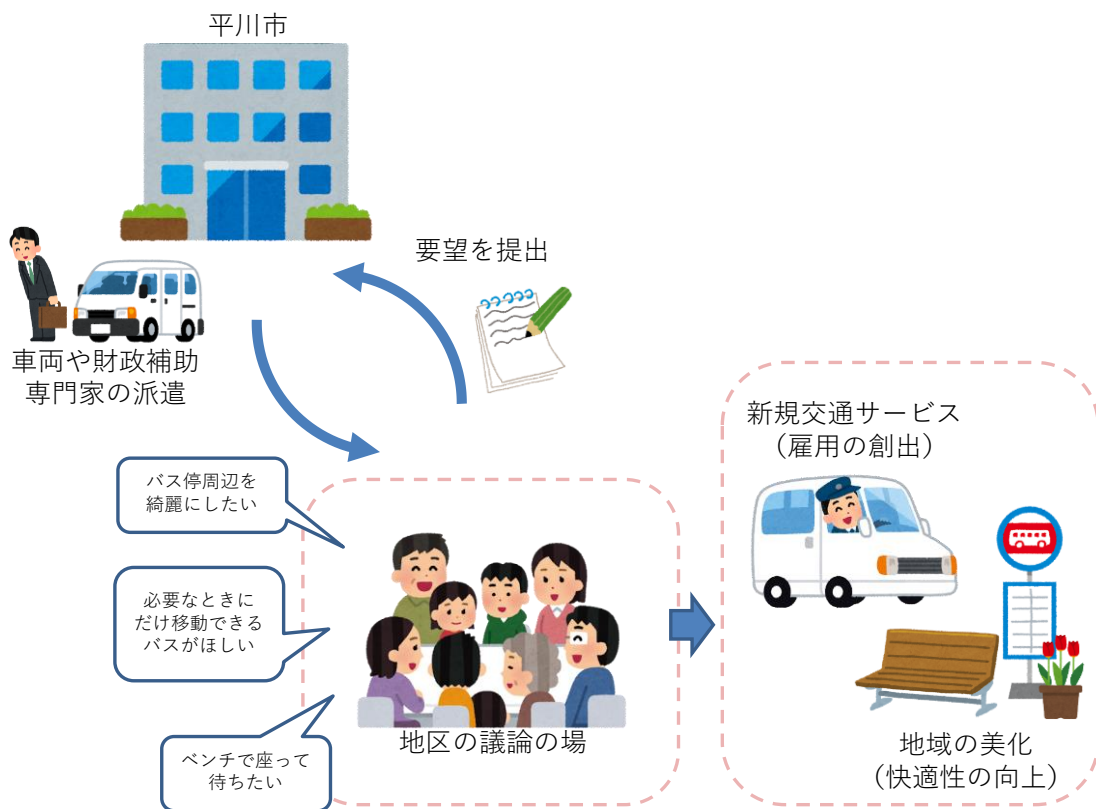 平川市
要望を提出
車両や財政補助
専門家の派遣
バス停周辺を
綺麗にしたい
必要なときに
だけ移動できる
バスがほしい
ベンチで座って
待ちたい
地区の議論の場
新規交通サービス
（雇用の創出）
地域の美化
（快適性の向上）